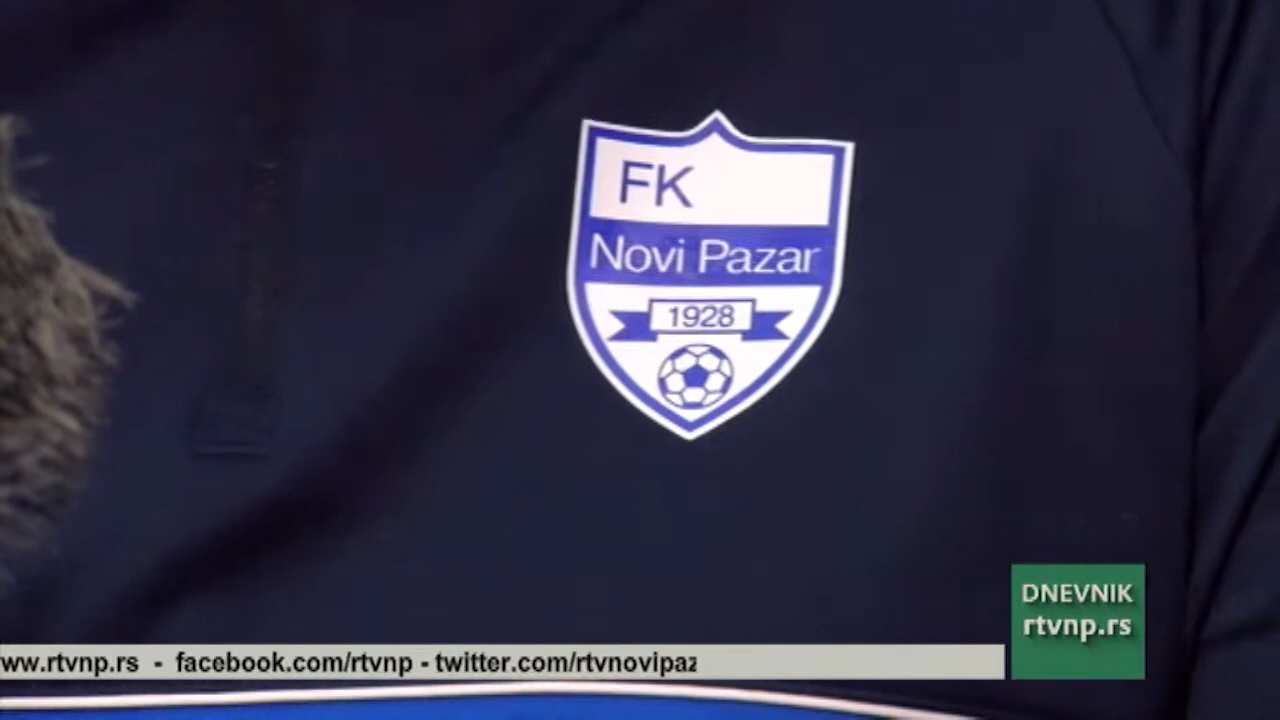 FK
Novi Pazar
1928
DNEVNIK
rtvnp.rs
www.rtvnp.rs - facebook.com/rtvnp - twitter.com/rtvnovipaz